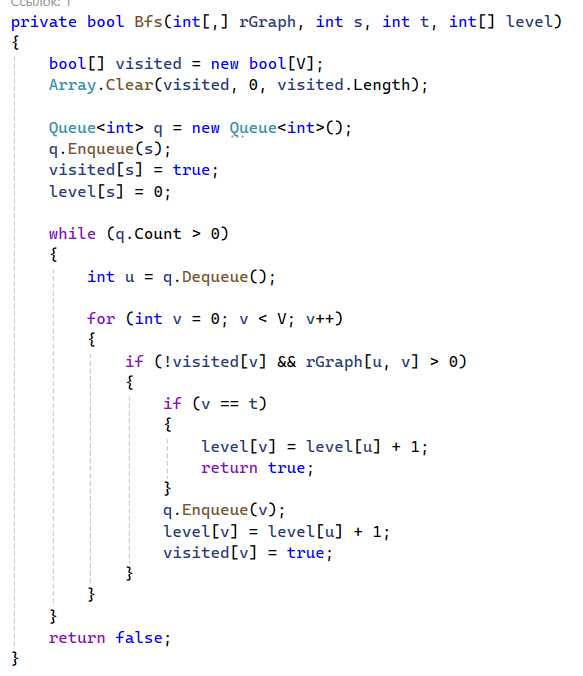 Ссылок: 1
private bool Bfs(int[,] rGraph, int s, int t, int[] level)
{
    bool[] visited = new bool[V];
    Array.Clear(visited, 0, visited.Length);

    Queue<int> q = new Queue<int>();
    q.Enqueue(s);
    visited[s] = true;
    level[s] = 0;

    while (q.Count > 0)
    {
        int u = q.Dequeue();

        for (int v = 0; v < V; v++)
        {
            if (!visited[v] && rGraph[u, v] > 0)
            {
                if (v == t)
                {
                    level[v] = level[u] + 1;
                    return true;
                }
                q.Enqueue(v);
                level[v] = level[u] + 1;
                visited[v] = true;
            }
        }
    }
    return false;
}